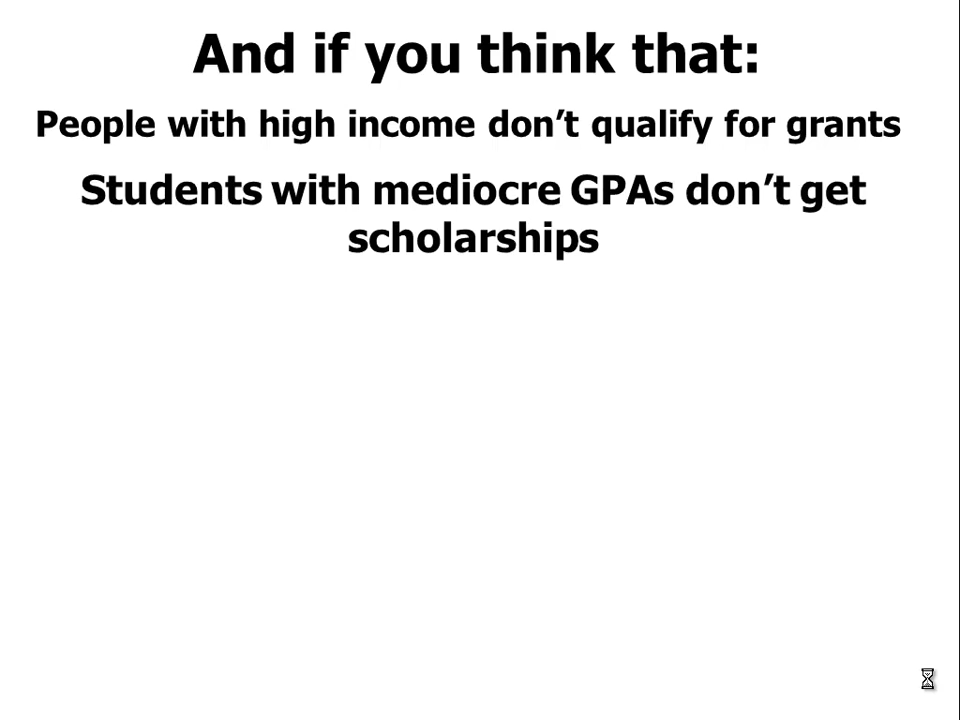 And if you think that:
People with high income don’t qualify for grants
Students with mediocre GPAs don’t get
scholarships